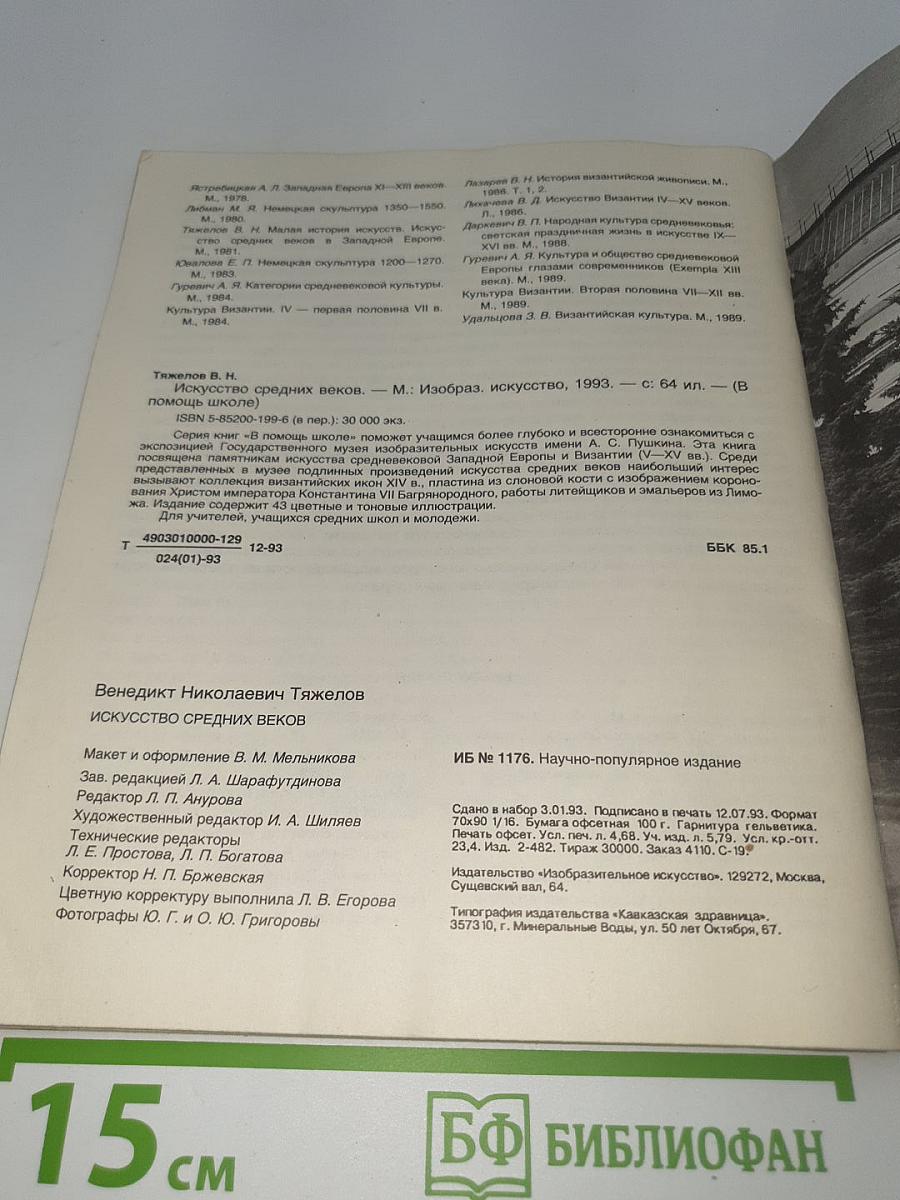 Ястребицкая А. Л. Западная Европа XI—XIII веков.
М., 1978.
Либман М. Я. Немецкая скульптура 1350—1550.
М., 1980.
Тяжелов В. Н. Малая история искусств. Искус-
ство средних веков в Западной Европе.
М., 1981.
Ювалова Е. П. Немецкая скульптура 1200—1270.
М., 1983.
Гуревич А. Я. Категории средневековой культуры.
М., 1984.
Культура Византии. IV — первая половина VII в.
М., 1984.
Лазарев В. Н. История византийской живописи. М.,
1986. Т. 1, 2.
Лихачева В. Д. Искусство Византии IV—XV веков.
Л., 1986.
Даркевич В. П. Народная культура средневековья:
светская праздничная жизнь в искусстве IX—
XVI вв. М., 1988.
Гуревич А. Я. Культура и общество средневековой
Европы глазами современников (Exempla XIII
века). М., 1989.
Культура Византии. Вторая половина VII—XII вв.
М., 1989.
Удальцова З. В. Византийская культура. М., 1989.
Тяжелов В. Н.
Искусство средних веков. — М.: Изобраз. искусство, 1993. — с: 64 ил. — (В
помощь школе)
ISBN 5-85200-199-6 (в пер.): 30 000 экз.
Серия книг «В помощь школе» поможет учащимся более глубоко и всесторонне ознакомиться с
экспозицией Государственного музея изобразительных искусств имени А. С. Пушкина. Эта книга
посвящена памятникам искусства средневековой Западной Европы и Византии (V—XV вв.). Среди
представленных в музее подлинных произведений искусства средних веков наибольший интерес
вызывают коллекция византийских икон XIV в., пластина из слоновой кости с изображением короно-
вания Христом императора Константина VII Багрянородного, работы литейщиков и эмальеров из Лимо-
жа. Издание содержит 43 цветные и тоновые иллюстрации.
Для учителей, учащихся средних школ и молодежи.
Т 4903010000-129 12-93
024(01)-93
ББК 85.1
Венедикт Николаевич Тяжелов
ИСКУССТВО СРЕДНИХ ВЕКОВ
Макет и оформление В. М. Мельникова
Зав. редакцией Л. А. Шарафутдинова
Редактор Л. П. Анурова
Художественный редактор И. А. Шиляев
Технические редакторы
Л. Е. Простова, Л. П. Богатова
Корректор Н. П. Бржевская
Цветную корректуру выполнила Л. В. Егорова
Фотографы Ю. Г. и О. Ю. Григоровы
ИБ № 1176. Научно-популярное издание
Сдано в набор 3.01.93. Подписано в печать 12.07.93. Формат
70х90 1/16. Бумага офсетная 100 г. Гарнитура гельветика.
Печать офсет. Усл. печ. л. 4,68. Уч. изд. л. 5,79. Усл. кр.-отт.
23,4. Изд. 2-482. Тираж 30000. Заказ 4110. С-19.
Издательство «Изобразительное искусство». 129272, Москва,
Сущевский вал, 64.
Типография издательства «Кавказская здравница».
357310, г. Минеральные Воды, ул. 50 лет Октября, 67.
15 см
БФ БИБЛИОФАН